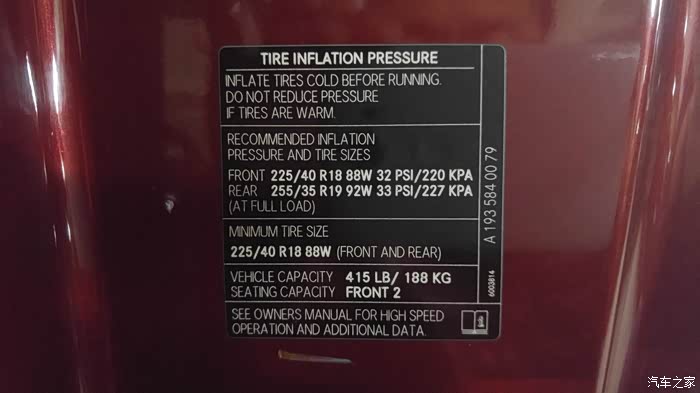 TIRE INFLATION PRESSURE
INFLATE TIRES COLD BEFORE RUNNING.
DO NOT REDUCE PRESSURE
IF TIRES ARE WARM.
RECOMMENDED INFLATION
PRESSURE AND TIRE SIZES
FRONT 225/40 R18 88W 32 PSI/220 KPA
REAR 255/35 R19 92W 33 PSI/227 KPA
(AT FULL LOAD)
MINIMUM TIRE SIZE
225/40 R18 88W (FRONT AND REAR)
VEHICLE CAPACITY 415 LB/ 188 KG
SEATING CAPACITY FRONT 2
SEE OWNERS MANUAL FOR HIGH SPEED
OPERATION AND ADDITIONAL DATA.
A 193 584 00 79
6003814
汽车之家